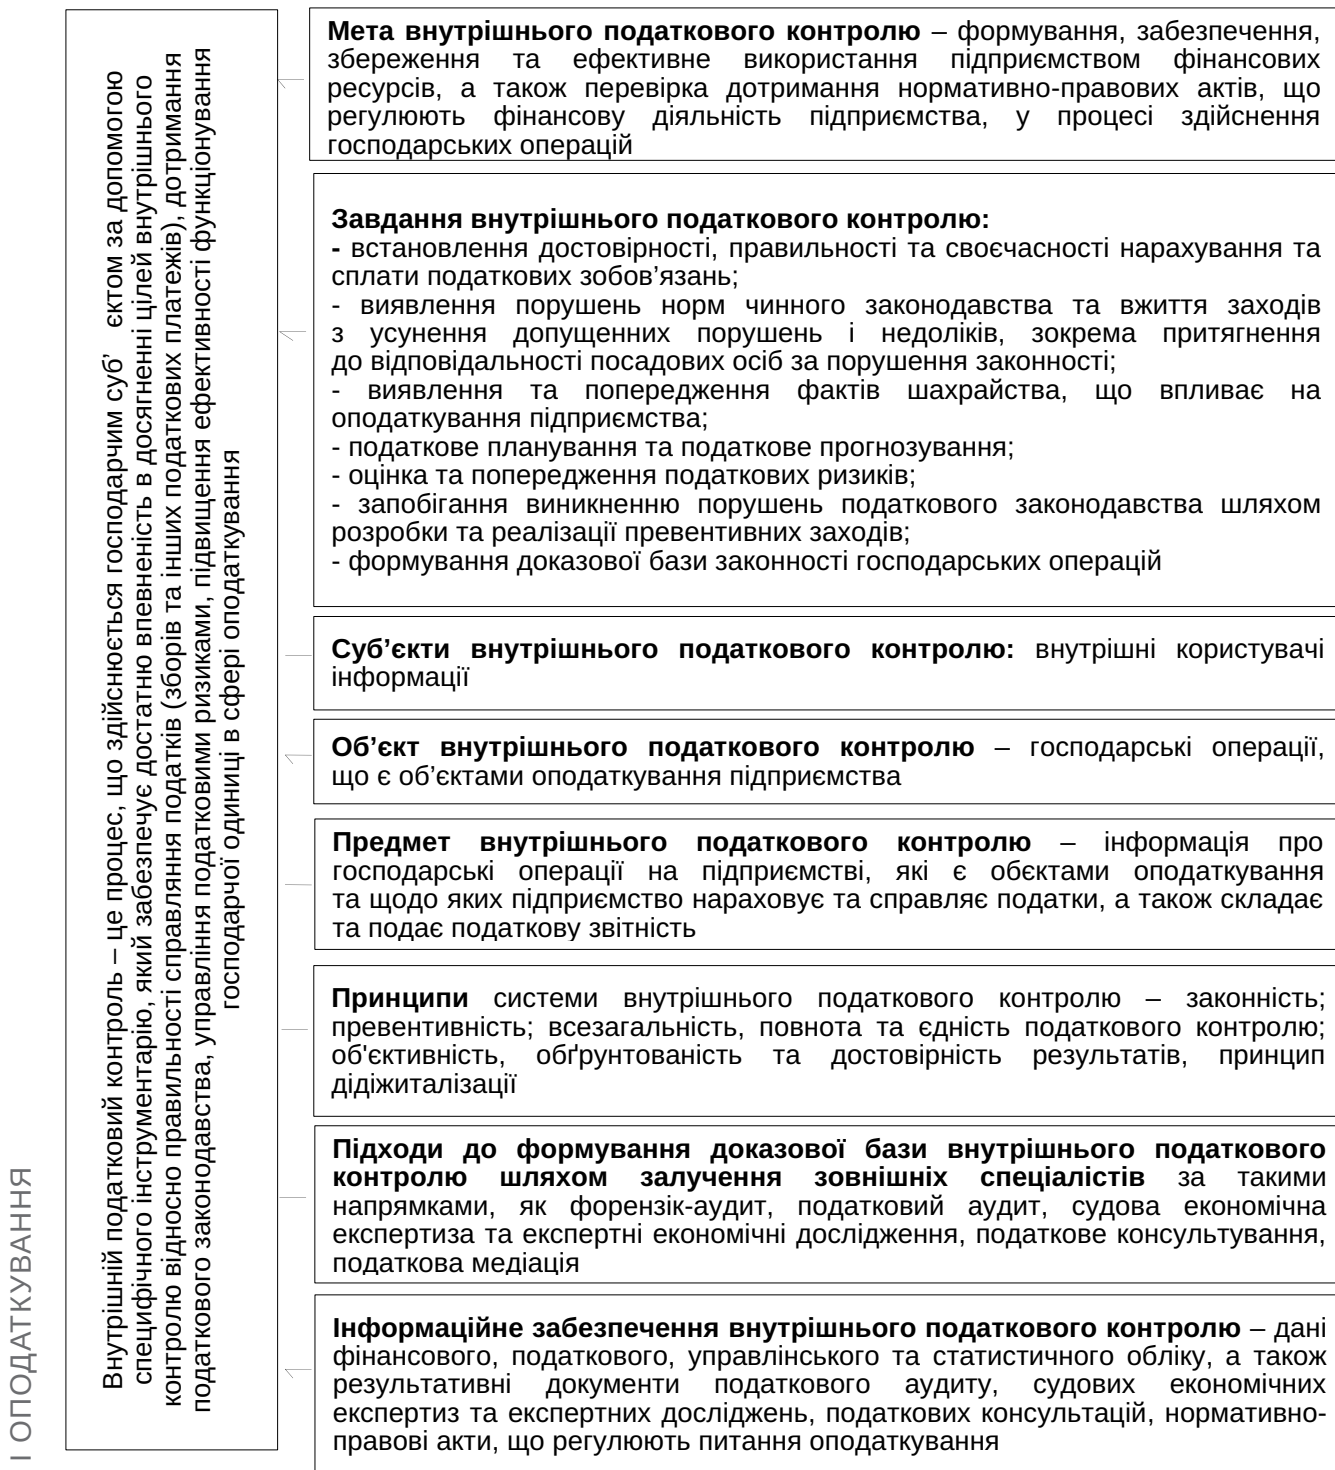 І ОПОДАТКУВАННЯ
Внутрішній податковий контроль – це процес, що здійснюється господарчим суб’ єктом за допомогою
специфічного інструментарію, який забезпечує достатню впевненість в досягненні цілей внутрішнього
контролю відносно правильності справляння податків (зборів та інших податкових платежів), дотримання
податкового законодавства, управління податковими ризиками, підвищення ефективності функціонування
господарчої одиниці в сфері оподаткування
Мета внутрішнього податкового контролю – формування, забезпечення,
збереження та ефективне використання підприємством фінансових
ресурсів, а також перевірка дотримання нормативно-правових актів, що
регулюють фінансову діяльність підприємства, у процесі здійснення
господарських операцій
Завдання внутрішнього податкового контролю:
- встановлення достовірності, правильності та своєчасності нарахування та
сплати податкових зобов’язань;
- виявлення порушень норм чинного законодавства та вжиття заходів
з усунення допущенних порушень і недоліків, зокрема притягнення
до відповідальності посадових осіб за порушення законності;
- виявлення та попередження фактів шахрайства, що впливає на
оподаткування підприємства;
- податкове планування та податкове прогнозування;
- оцінка та попередження податкових ризиків;
- запобігання виникненню порушень податкового законодавства шляхом
розробки та реалізації превентивних заходів;
- формування доказової бази законності господарських операцій
Суб’єкти внутрішнього податкового контролю: внутрішні користувачі
інформації
Об’єкт внутрішнього податкового контролю – господарські операції,
що є об’єктами оподаткування підприємства
Предмет внутрішнього податкового контролю – інформація про
господарські операції на підприємстві, які є обєктами оподаткування
та щодо яких підприємство нараховує та справляє податки, а також складає
та подає податкову звітність
Принципи системи внутрішнього податкового контролю – законність;
превентивність; всезагальність, повнота та єдність податкового контролю;
об'єктивність, обґрунтованість та достовірність результатів, принцип
дідіжиталізації
Підходи до формування доказової бази внутрішнього податкового
контролю шляхом залучення зовнішніх спеціалістів за такими
напрямками, як форензік-аудит, податковий аудит, судова економічна
експертиза та експертні економічні дослідження, податкове консультування,
податкова медіація
Інформаційне забезпечення внутрішнього податкового контролю – дані
фінансового, податкового, управлінського та статистичного обліку, а також
результативні документи податкового аудиту, судових економічних
експертиз та експертних досліджень, податкових консультацій, нормативно-
правові акти, що регулюють питання оподаткування